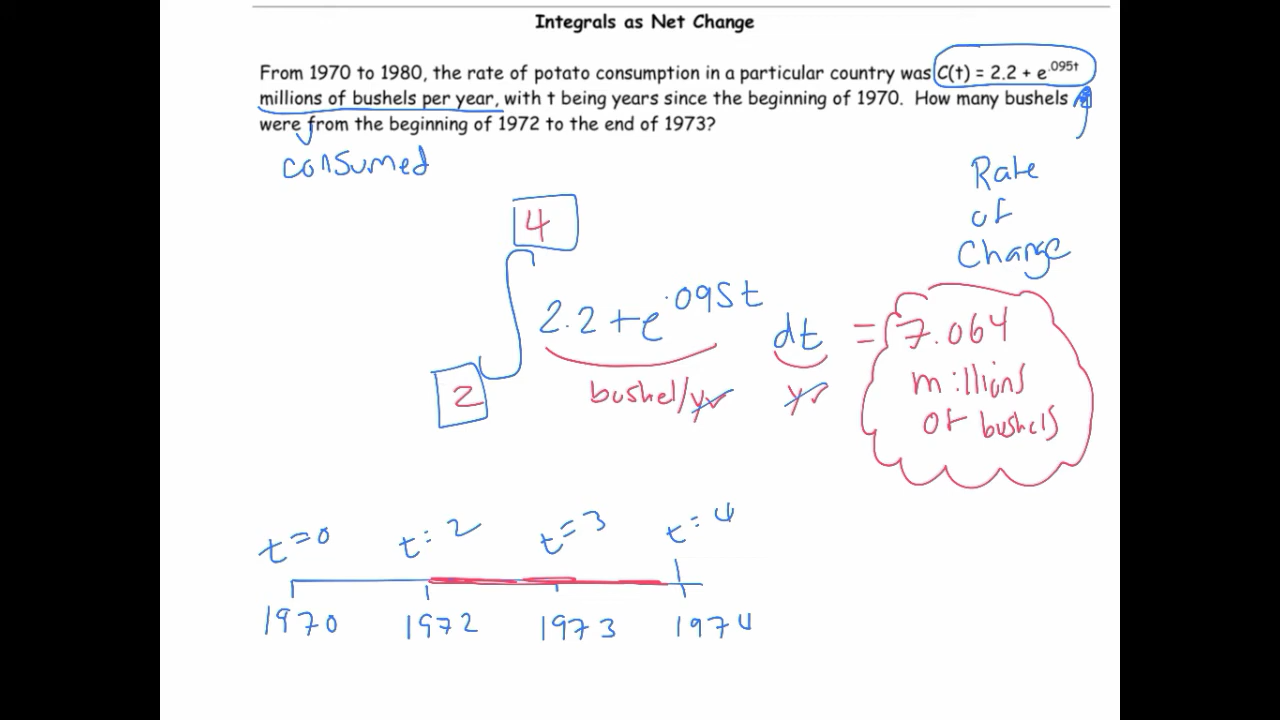 Integrals as Net Change
From 1970 to 1980, the rate of potato consumption in a particular country was C(t) = 2.2 + e^.095t
millions of bushels per year, with t being years since the beginning of 1970. How many bushels
were from the beginning of 1972 to the end of 1973?
consumed
Rate
of
Change
4
∫ 2.2 + e^.095t dt = 7.064
2
bushel/yr yr
millions
of bushels
t=0 t=2 t=3 t=4
1970 1972 1973 1974